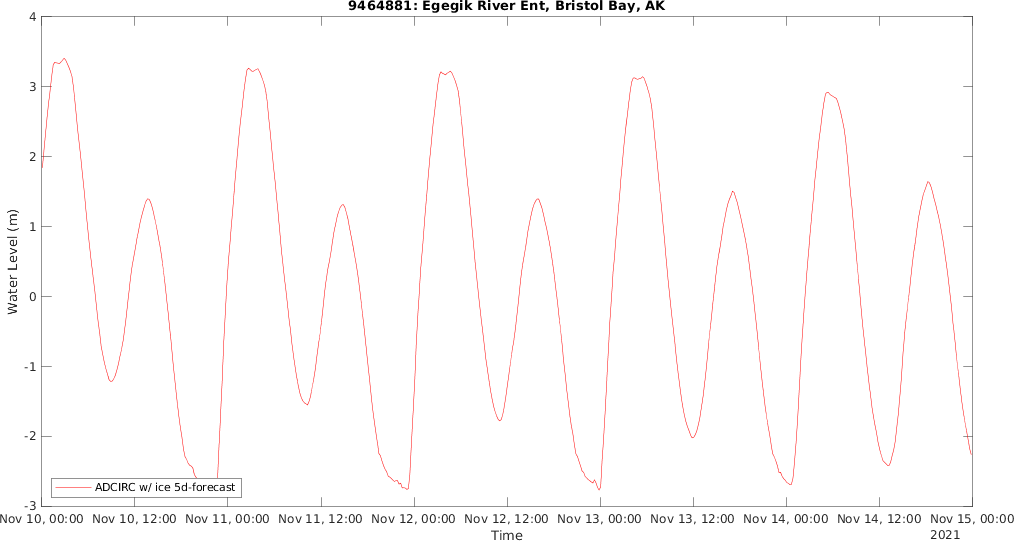 9464881: Egegik River Ent, Bristol Bay, AK
4
3
2
1
0
-1
-2
-3
Water Level (m)
ADCIRC w/ ice 5d-forecast
Nov 10, 00:00 Nov 10, 12:00 Nov 11, 00:00 Nov 11, 12:00 Nov 12, 00:00 Nov 12, 12:00 Nov 13, 00:00 Nov 13, 12:00 Nov 14, 00:00 Nov 14, 12:00 Nov 15, 00:00
Time
2021